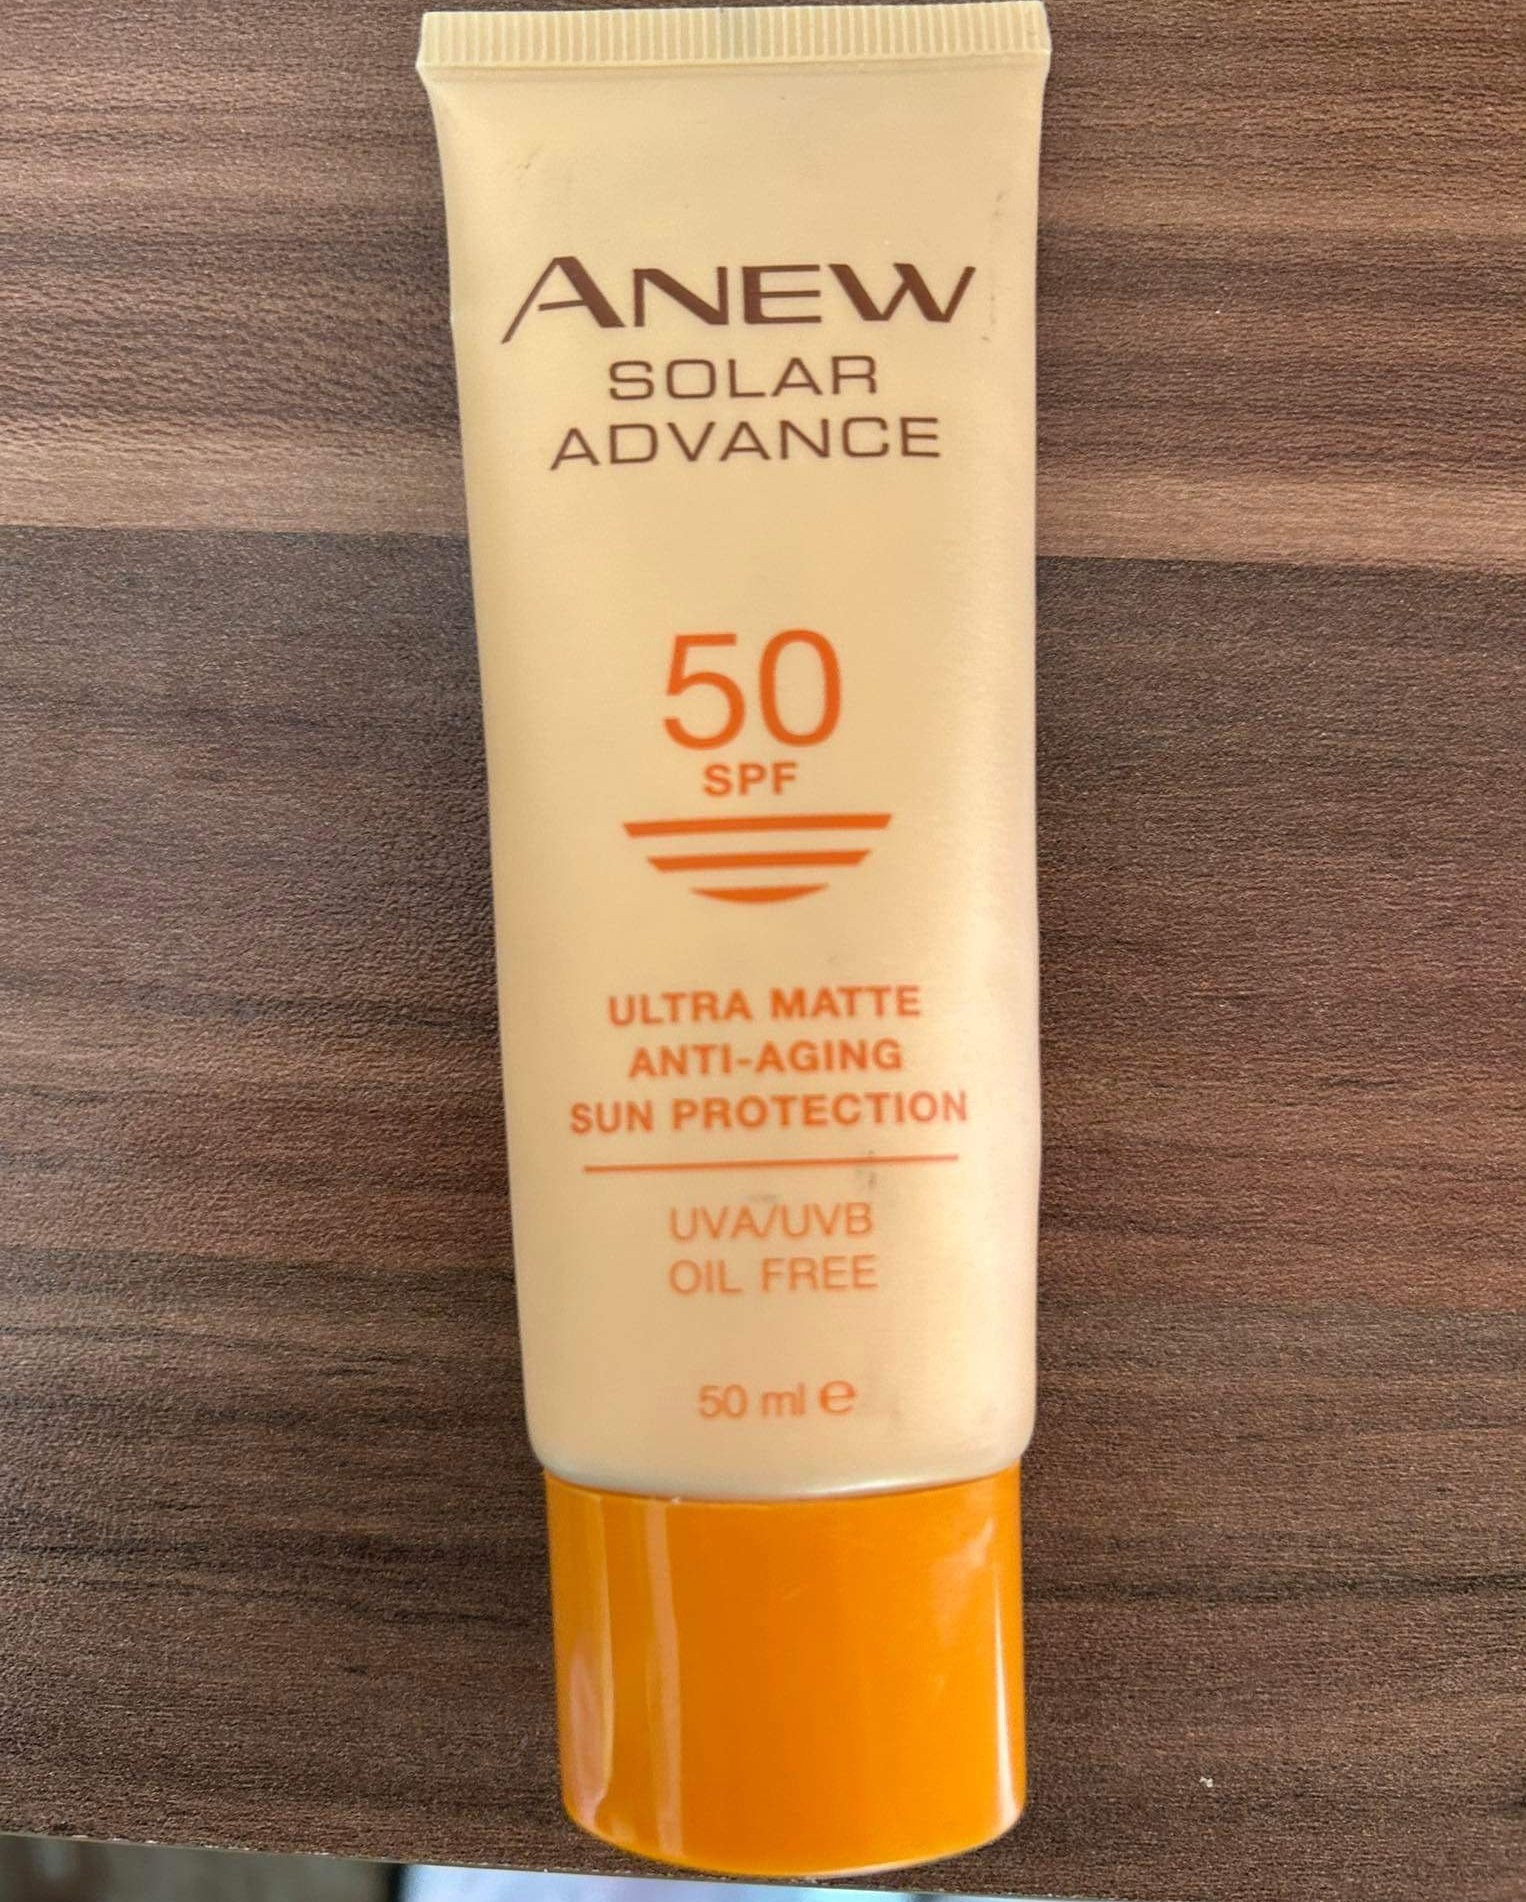 ANEW
SOLAR
ADVANCE
50
SPF
ULTRA MATTE
ANTI-AGING
SUN PROTECTION
UVA/UVB
OIL FREE
50 ml ℮